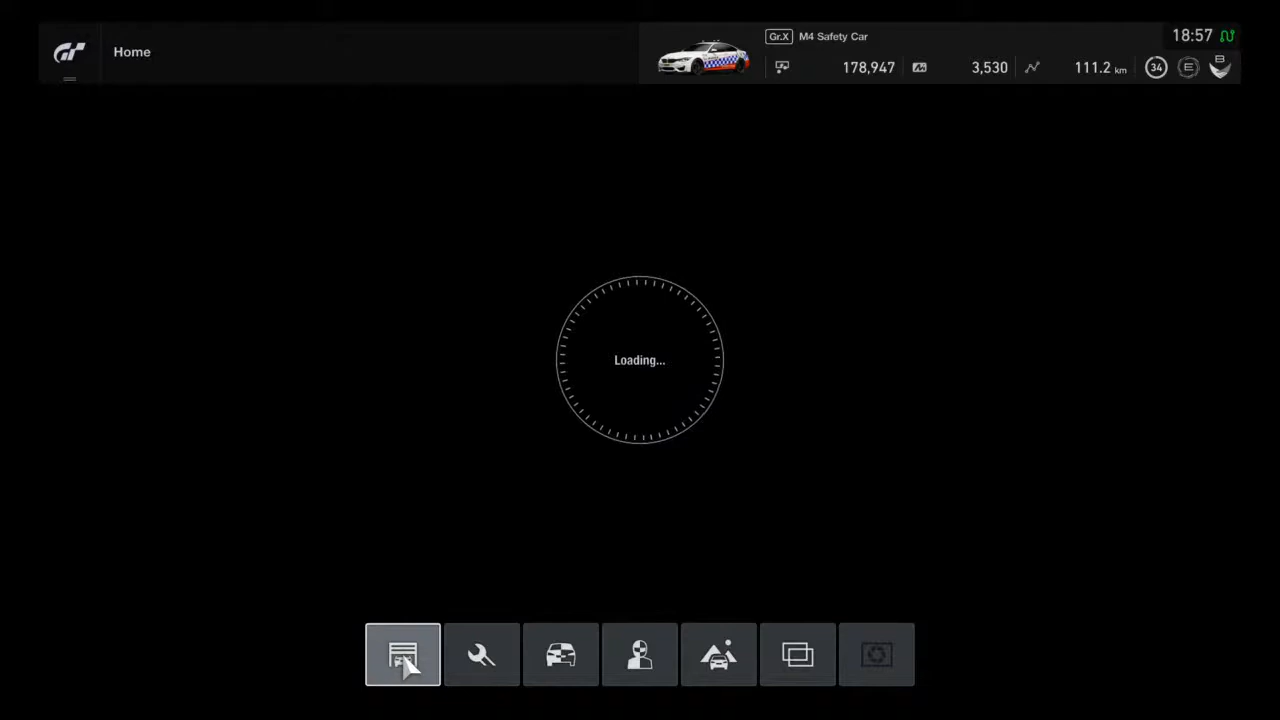 GT
Home
Gr.X M4 Safety Car
18:57
178,947
3,530
111.2 km
34
E
B
Loading...